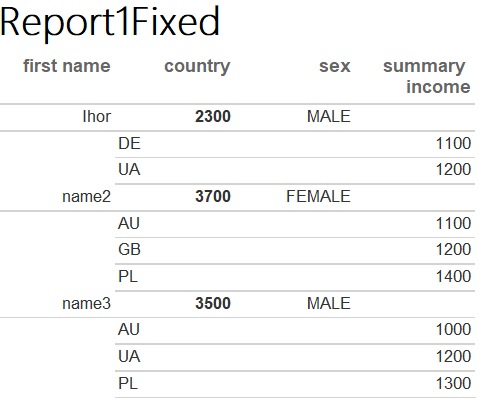 Report1Fixed
first name country sex summary
income
Ihor 2300 MALE
DE 1100
UA 1200
name2 3700 FEMALE
AU 1100
GB 1200
PL 1400
name3 3500 MALE
AU 1000
UA 1200
PL 1300